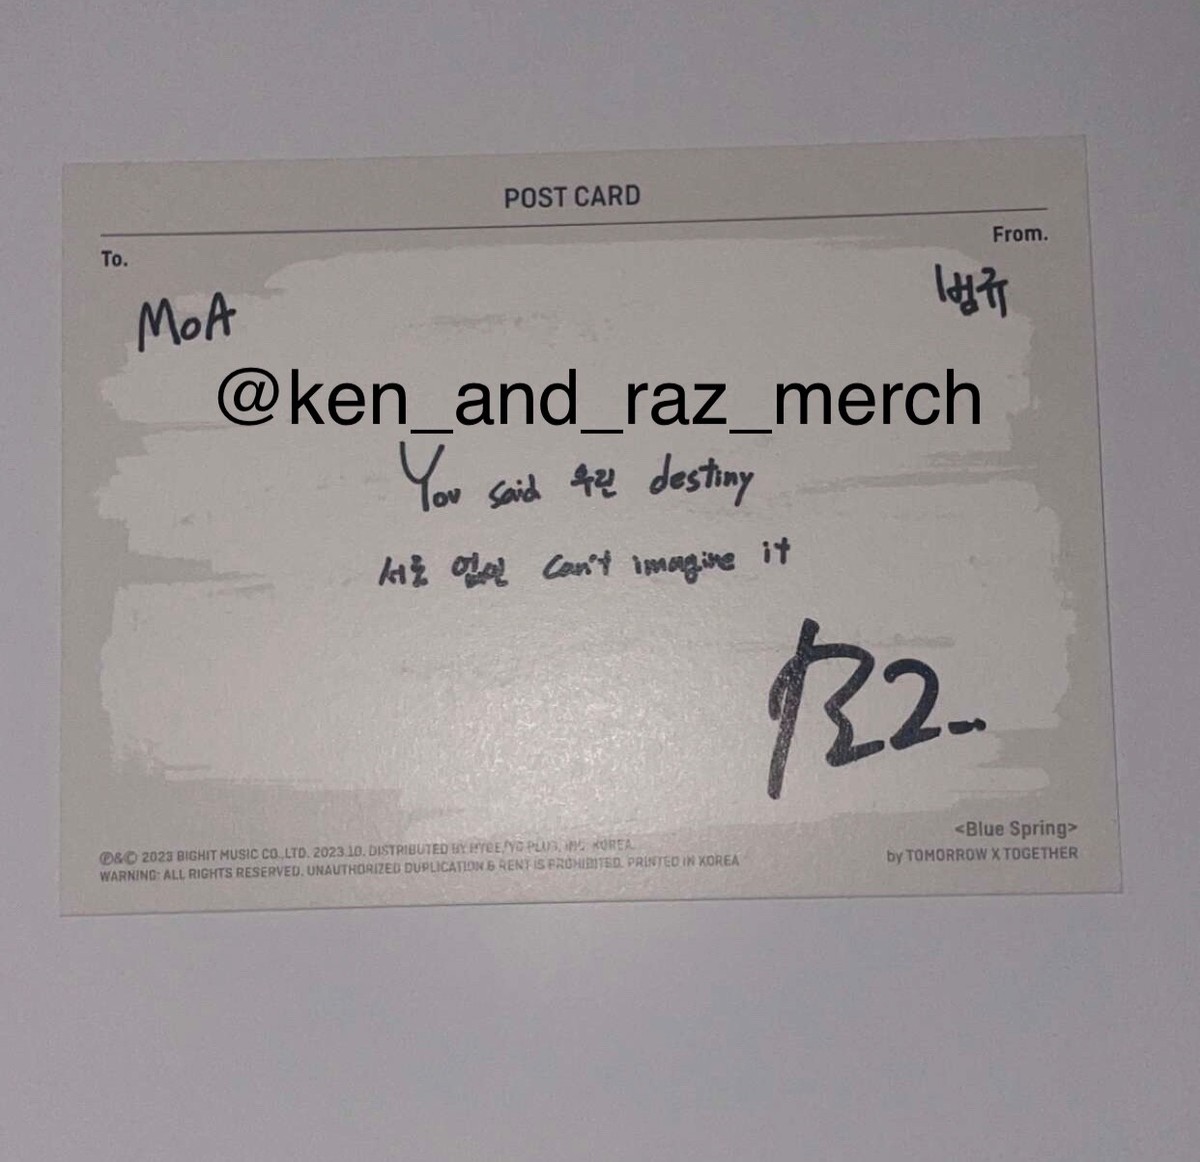 POST CARD
To.
From.
MOA
범규
@ken_and_raz_merch
You said 우린 destiny
서로 없인 can't imagine it
<Blue Spring>
℗&© 2023 BIGHIT MUSIC CO.,LTD. 2023.10. DISTRIBUTED BY HYBE/YG PLUS, INC. KOREA.
by TOMORROW X TOGETHER
WARNING: ALL RIGHTS RESERVED. UNAUTHORIZED DUPLICATION & RENT IS PROHIBITED. PRINTED IN KOREA